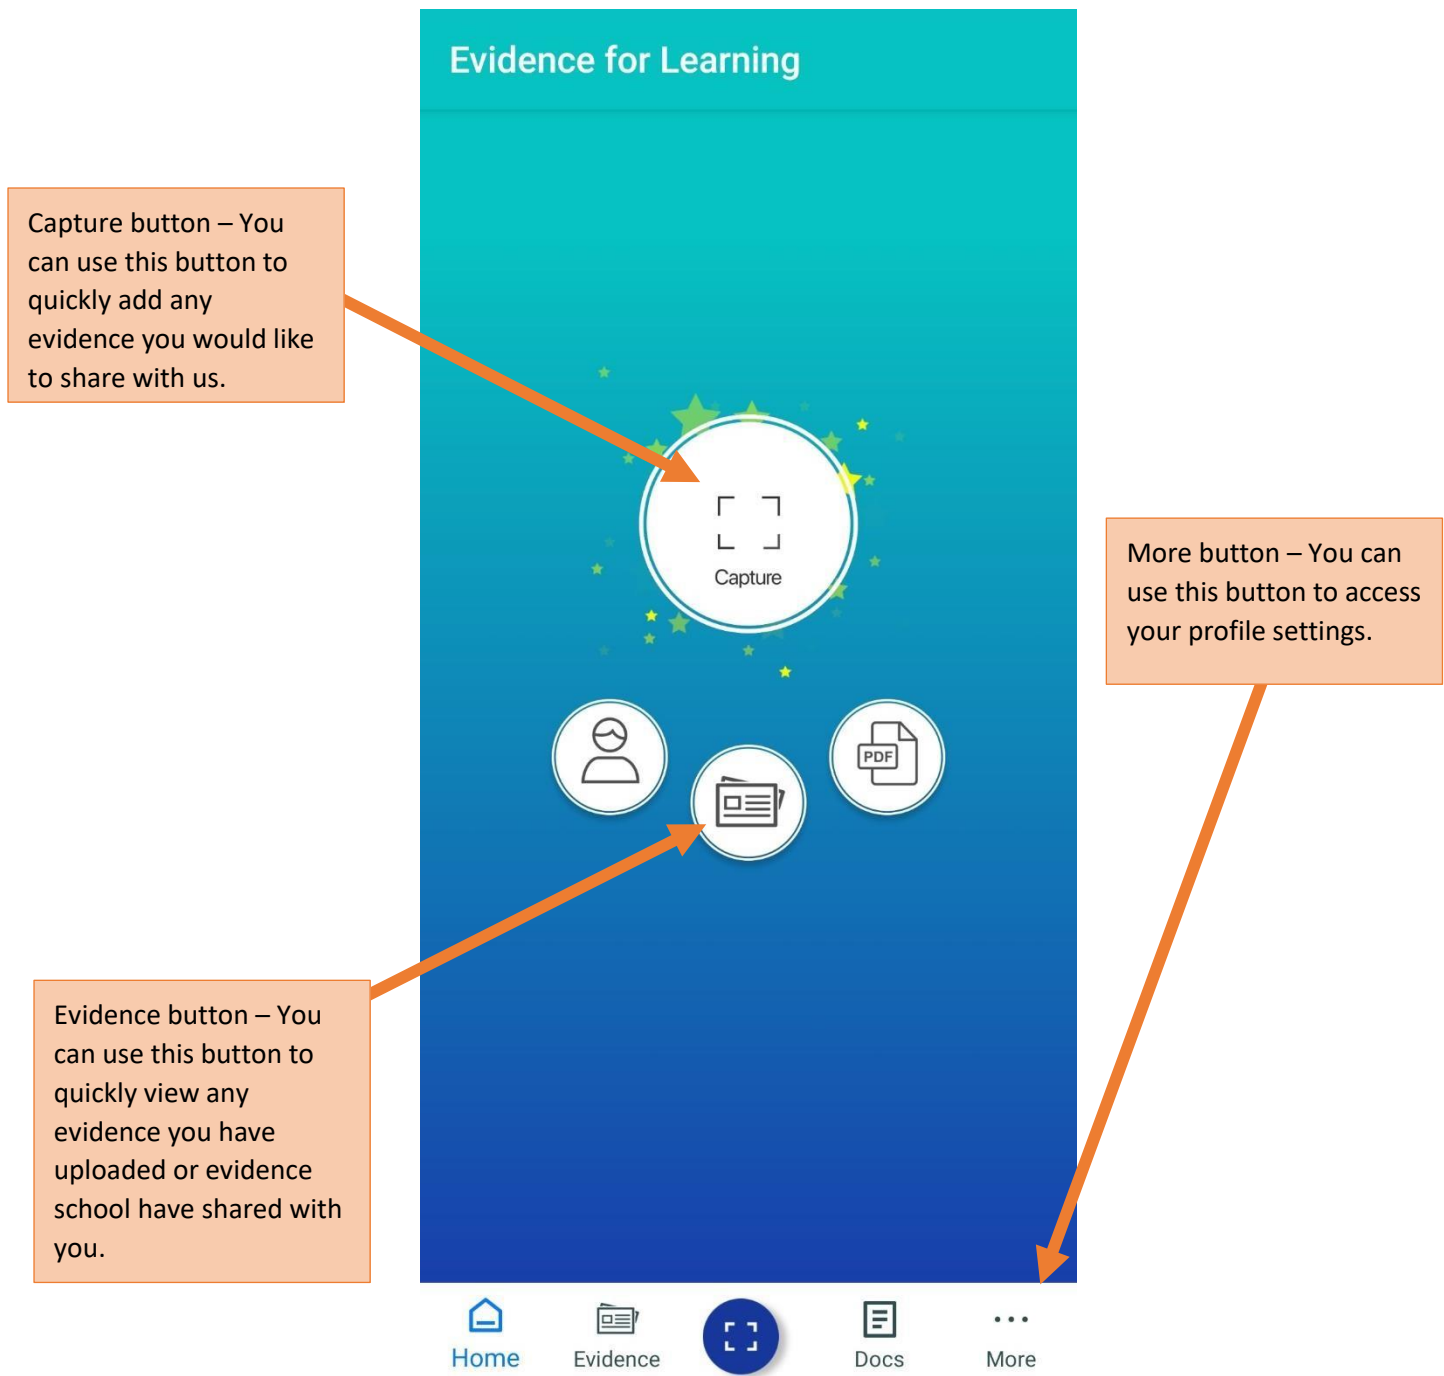 Evidence for Learning
Capture button – You
can use this button to
quickly add any
evidence you would like
to share with us.
Capture
More button – You can
use this button to access
your profile settings.
PDF
Evidence button – You
can use this button to
quickly view any
evidence you have
uploaded or evidence
school have shared with
you.
Home
Evidence
Docs
More